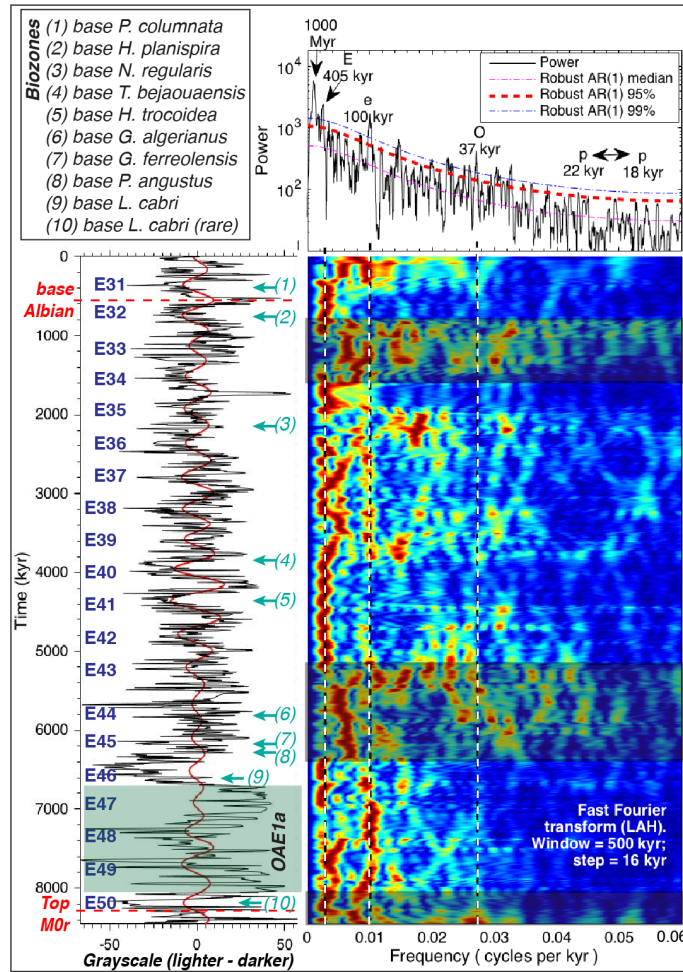 Biozones
(1) base P. columnata
(2) base H. planispira
(3) base N. regularis
(4) base T. bejaouaensis
(5) base H. trocoidea
(6) base G. algerianus
(7) base G. ferreolensis
(8) base P. angustus
(9) base L. cabri
(10) base L. cabri (rare)
1000
Myr
E
405 kyr
e
100 kyr
O
37 kyr
p
p
22 kyr
18 kyr
Power
Robust AR(1) median
Robust AR(1) 95%
Robust AR(1) 99%
Power
10^4
10^3
10^2
0
1000
2000
3000
4000
5000
6000
7000
8000
Time (kyr)
base
Albian
Top
M0r
E31
E32
E33
E34
E35
E36
E37
E38
E39
E40
E41
E42
E43
E44
E45
E46
E47
E48
E49
E50
(1)
(2)
(3)
(4)
(5)
(6)
(7)
(8)
(9)
(10)
OAE1a
-50
0
50
Grayscale (lighter - darker)
Fast Fourier
transform (LAH).
Window = 500 kyr;
step = 16 kyr
0
0.01
0.02
0.03
0.04
0.05
0.06
Frequency ( cycles per kyr)